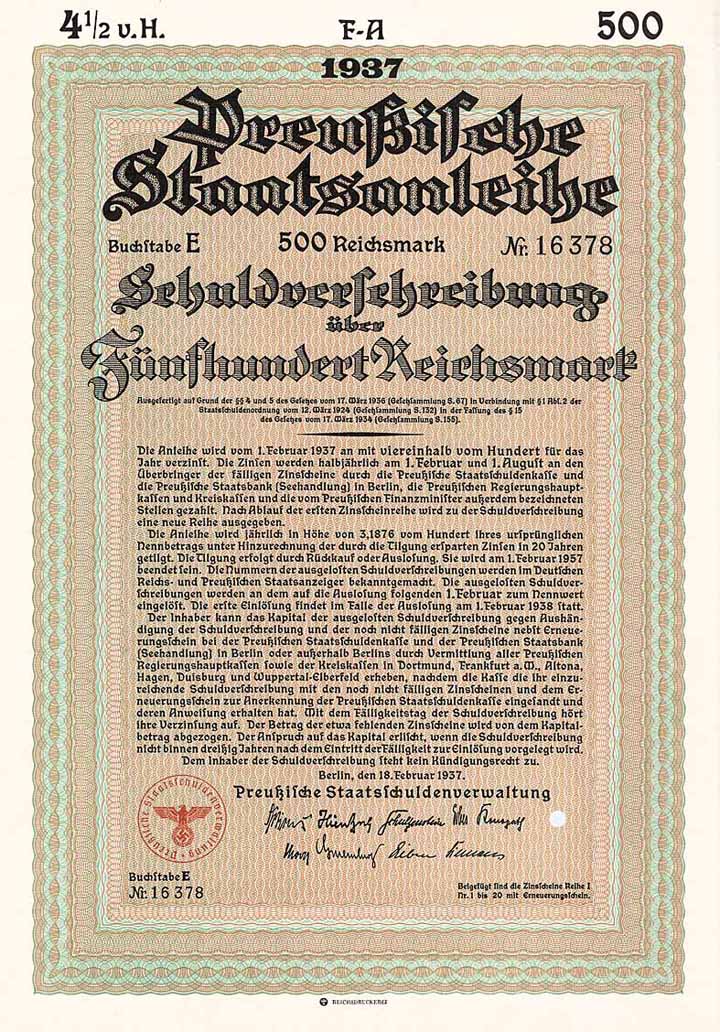 4 1/2 v.H. F-A 500
1937
Preußische
Staatsanleihe
Buchstabe E 500 Reichsmark Nr. 16378
Schuldverschreibung
über
Fünfhundert Reichsmark
Ausgefertigt auf Grund der §§ 4 und 5 des Gesetzes vom 17. März 1936 (Gesetzsammlung S. 67) in Verbindung mit § 1 Abs. 2 der
Staatsschuldenordnung vom 12. März 1924 (Gesetzsammlung S. 132) in der Fassung des § 15
des Gesetzes vom 17. März 1934 (Gesetzsammlung S. 155).
Die Anleihe wird vom 1. Februar 1937 an mit viereinhalb vom Hundert für das
Jahr verzinst. Die Zinsen werden halbjährlich am 1. Februar und 1. August an den
Überbringer der fälligen Zinsscheine durch die Preußische Staatsschuldenkasse und
die Preußische Staatsbank (Seehandlung) in Berlin, die Preußischen Regierungshaupt-
kassen und Kreiskassen und die vom Preußischen Finanzminister außerdem bezeichneten
Stellen gezahlt. Nach Ablauf der ersten Zinsscheinreihe wird zu der Schuldverschreibung
eine neue Reihe ausgegeben.
Die Anleihe wird jährlich in Höhe von 3,1876 vom Hundert ihres ursprünglichen
Nennbetrags unter Hinzurechnung der durch die Tilgung ersparten Zinsen in 20 Jahren
getilgt. Die Tilgung erfolgt durch Rückkauf oder Auslosung. Sie wird am 1. Februar 1957
beendet sein. Die Nummern der ausgelosten Schuldverschreibungen werden im Deutschen
Reichs- und Preußischen Staatsanzeiger bekanntgemacht. Die ausgelosten Schuldver-
schreibungen werden an dem auf die Auslosung folgenden 1. Februar zum Nennwert
eingelöst. Die erste Einlösung findet im Falle der Auslosung am 1. Februar 1938 statt.
Der Inhaber kann das Kapital der ausgelosten Schuldverschreibung gegen Aushän-
digung der Schuldverschreibung und der noch nicht fälligen Zinsscheine nebst Erneue-
rungsschein bei der Preußischen Staatsschuldenkasse und der Preußischen Staatsbank
(Seehandlung) in Berlin oder außerhalb Berlins durch Vermittlung aller Preußischen
Regierungshauptkassen sowie der Kreiskassen in Dortmund, Frankfurt a. M., Altona,
Hagen, Duisburg und Wuppertal-Elberfeld erheben, nachdem die Kasse die ihr einzu-
reichende Schuldverschreibung mit den noch nicht fälligen Zinsscheinen und dem Er-
neuerungsschein zur Anerkennung der Preußischen Staatsschuldenkasse eingesandt und
deren Anweisung erhalten hat. Mit dem Fälligkeitstag der Schuldverschreibung hört
ihre Verzinsung auf. Der Betrag der etwa fehlenden Zinsscheine wird von dem Kapital-
betrag abgezogen. Der Anspruch auf das Kapital erlischt, wenn die Schuldverschreibung
nicht binnen dreißig Jahren nach dem Eintritt der Fälligkeit zur Einlösung vorgelegt wird.
Dem Inhaber der Schuldverschreibung steht kein Kündigungsrecht zu.
Berlin, den 18. Februar 1937.
Preußische Staatsschuldenverwaltung
Preußische Staatsschuldenverwaltung
Buchstabe E
Nr. 16378
Beigefügt sind die Zinsscheine Reihe I
Nr. 1 bis 20 mit Erneuerungsschein.
REICHSDRUCKEREI